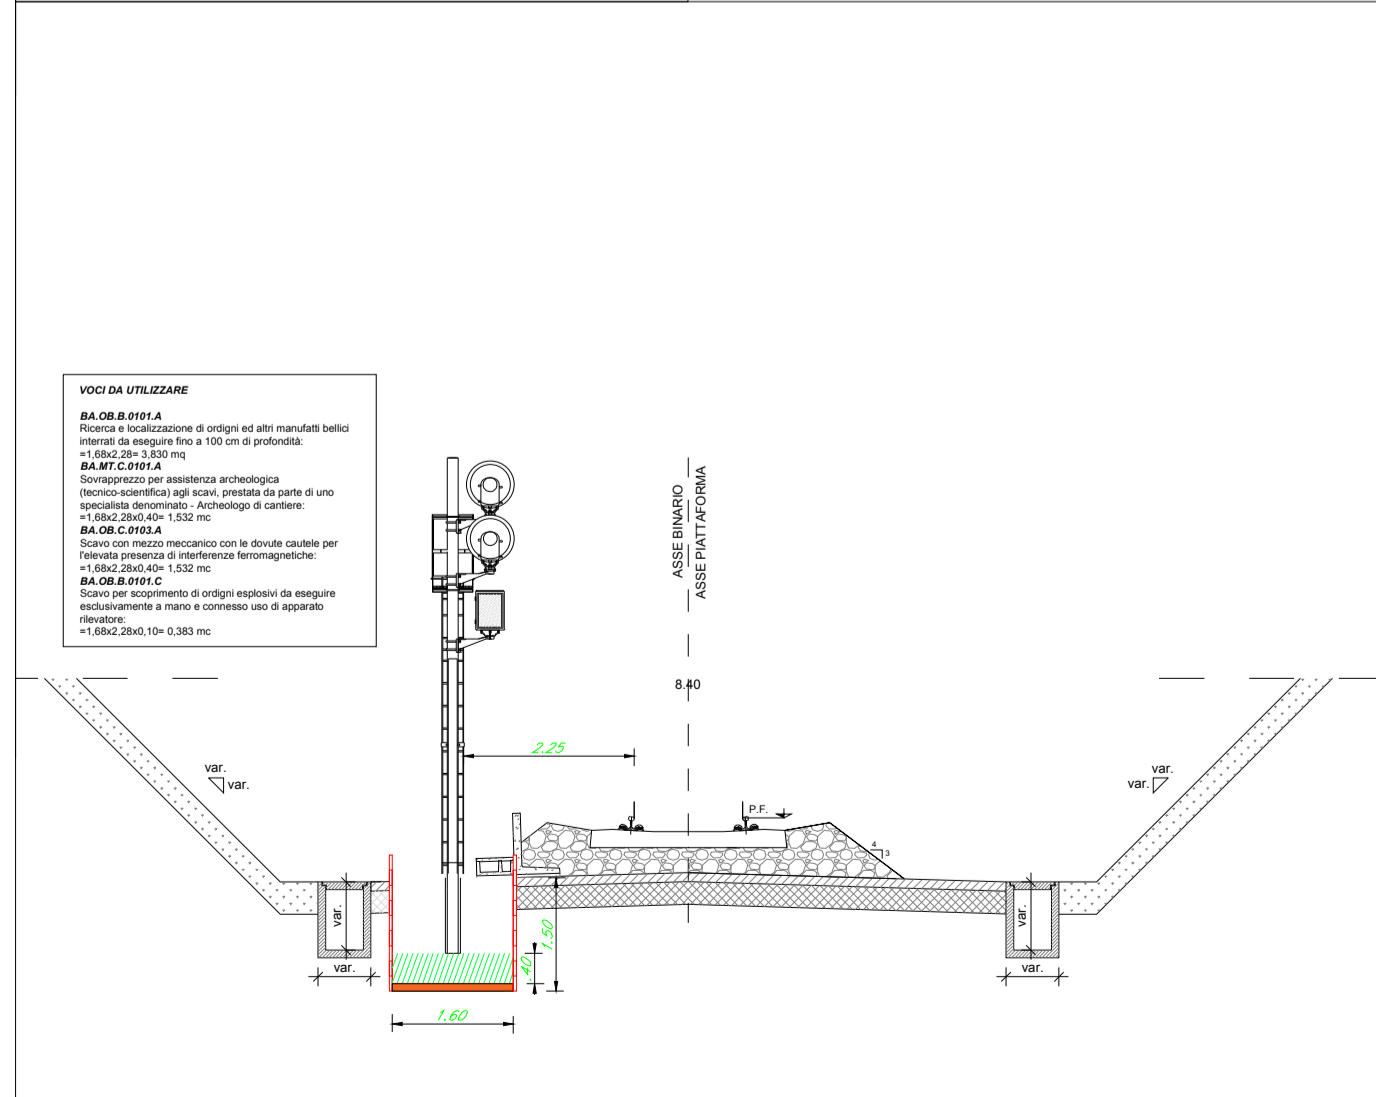 VOCI DA UTILIZZARE
BA.OB.B.0101.A
Ricerca e localizzazione di ordigni ed altri manufatti bellici
interrati da eseguire fino a 100 cm di profondità:
=1,68x2,28= 3,830 mq
BA.MT.C.0101.A
Sovrapprezzo per assistenza archeologica
(tecnico-scientifica) agli scavi, prestata da parte di uno
specialista denominato - Archeologo di cantiere:
=1,68x2,28x0,40= 1,532 mc
BA.OB.C.0103.A
Scavo con mezzo meccanico con le dovute cautele per
l'elevata presenza di interferenze ferromagnetiche:
=1,68x2,28x0,40= 1,532 mc
BA.OB.B.0101.C
Scavo per scoprimento di ordigni esplosivi da eseguire
esclusivamente a mano e connesso uso di apparato
rilevatore:
=1,68x2,28x0,10= 0,383 mc
ASSE BINARIO
ASSE PIATTAFORMA
8.40
2.25
var.
var.
var.
var.
P.F.
4
3
var.
var.
1.50
.40
var.
var.
1.60